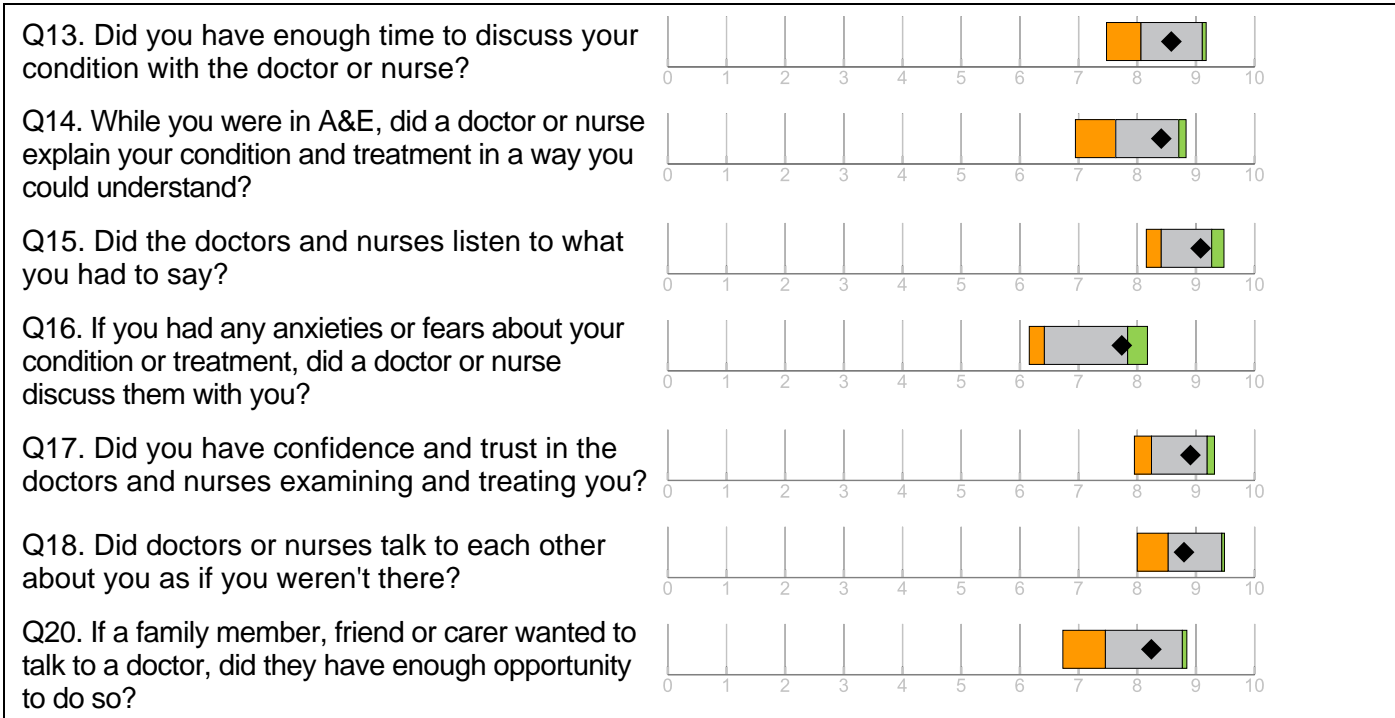 Q13. Did you have enough time to discuss your
condition with the doctor or nurse?
0 1 2 3 4 5 6 7 8 9 10
Q14. While you were in A&E, did a doctor or nurse
explain your condition and treatment in a way you
could understand?
0 1 2 3 4 5 6 7 8 9 10
Q15. Did the doctors and nurses listen to what
you had to say?
0 1 2 3 4 5 6 7 8 9 10
Q16. If you had any anxieties or fears about your
condition or treatment, did a doctor or nurse
discuss them with you?
0 1 2 3 4 5 6 7 8 9 10
Q17. Did you have confidence and trust in the
doctors and nurses examining and treating you?
0 1 2 3 4 5 6 7 8 9 10
Q18. Did doctors or nurses talk to each other
about you as if you weren't there?
0 1 2 3 4 5 6 7 8 9 10
Q20. If a family member, friend or carer wanted to
talk to a doctor, did they have enough opportunity
to do so?
0 1 2 3 4 5 6 7 8 9 10